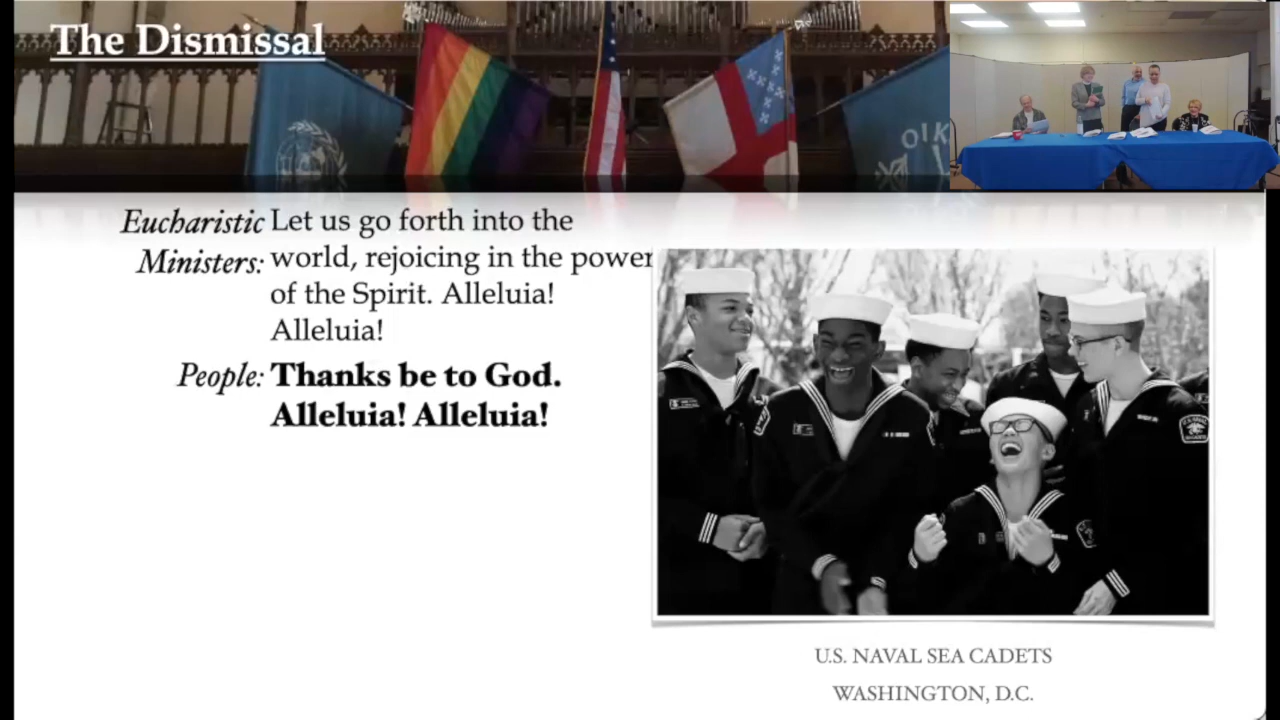 The Dismissal
OIK
Eucharistic Let us go forth into the
Ministers: world, rejoicing in the power
of the Spirit. Alleluia!
Alleluia!
People: Thanks be to God.
Alleluia! Alleluia!
U.S. NAVAL SEA CADETS
WASHINGTON, D.C.